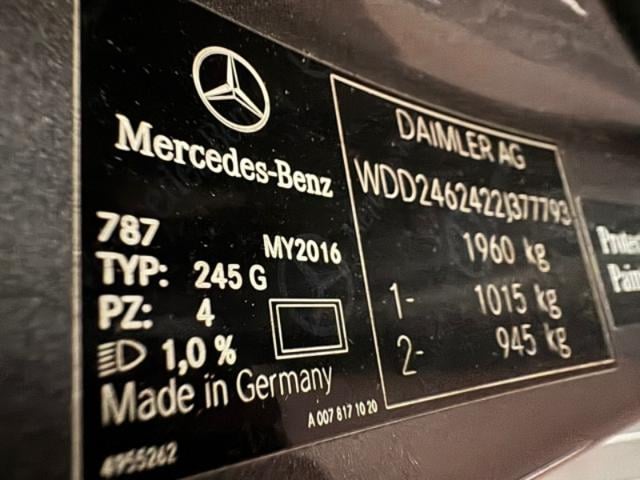 Mercedes-Benz
787
MY2016
TYP: 245 G
PZ: 4
1,0 %
Made in Germany
A 007 817 10 20
4955262
DAIMLER AG
WDD2462422J377793
1960 kg
1- 1015 kg
2- 945 kg